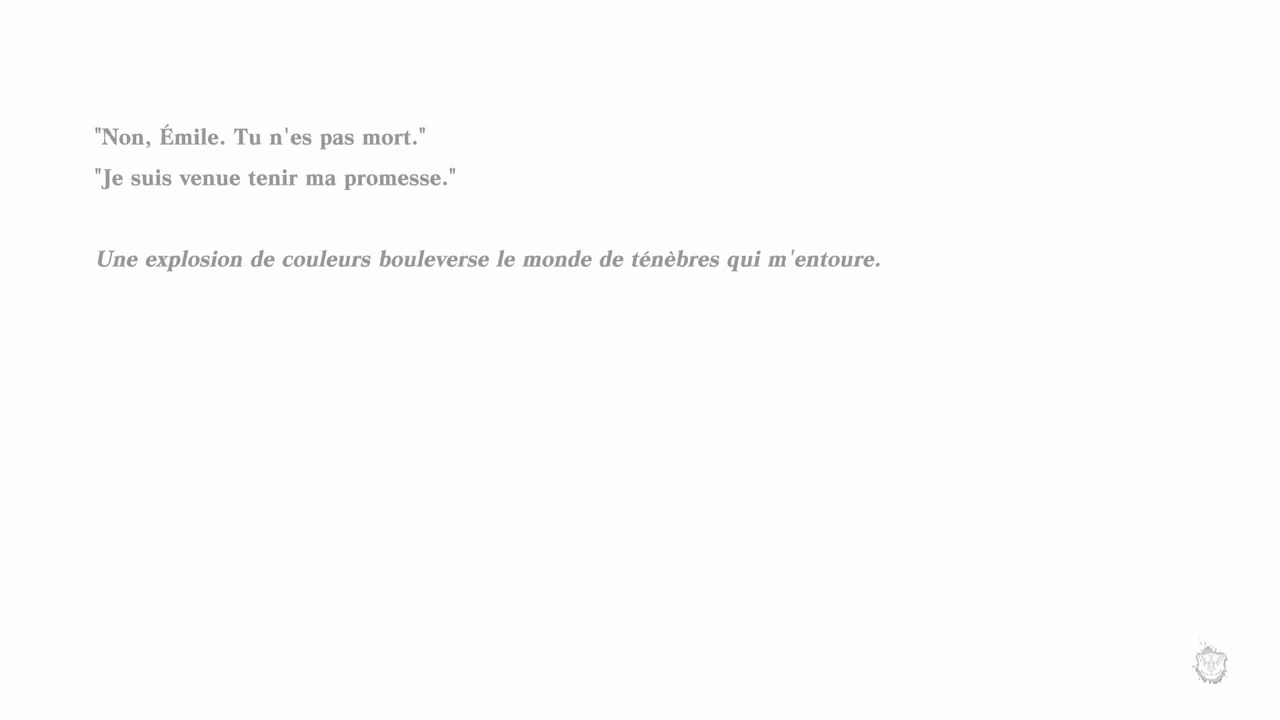 "Non, Émile. Tu n'es pas mort."
"Je suis venue tenir ma promesse."
Une explosion de couleurs bouleverse le monde de ténèbres qui m'entoure.